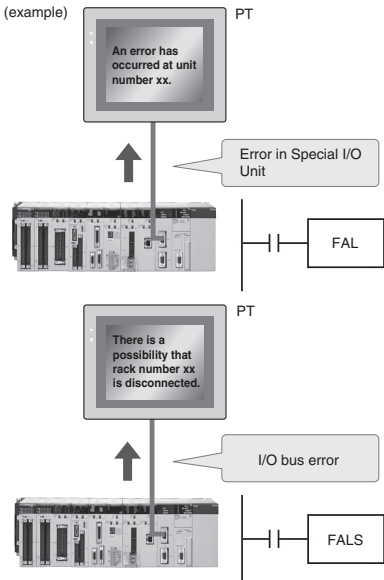 (example)
PT
An error has
occurred at unit
number xx.
Error in Special I/O
Unit
FAL
PT
There is a
possibility that
rack number xx
is disconnected.
I/O bus error
FALS